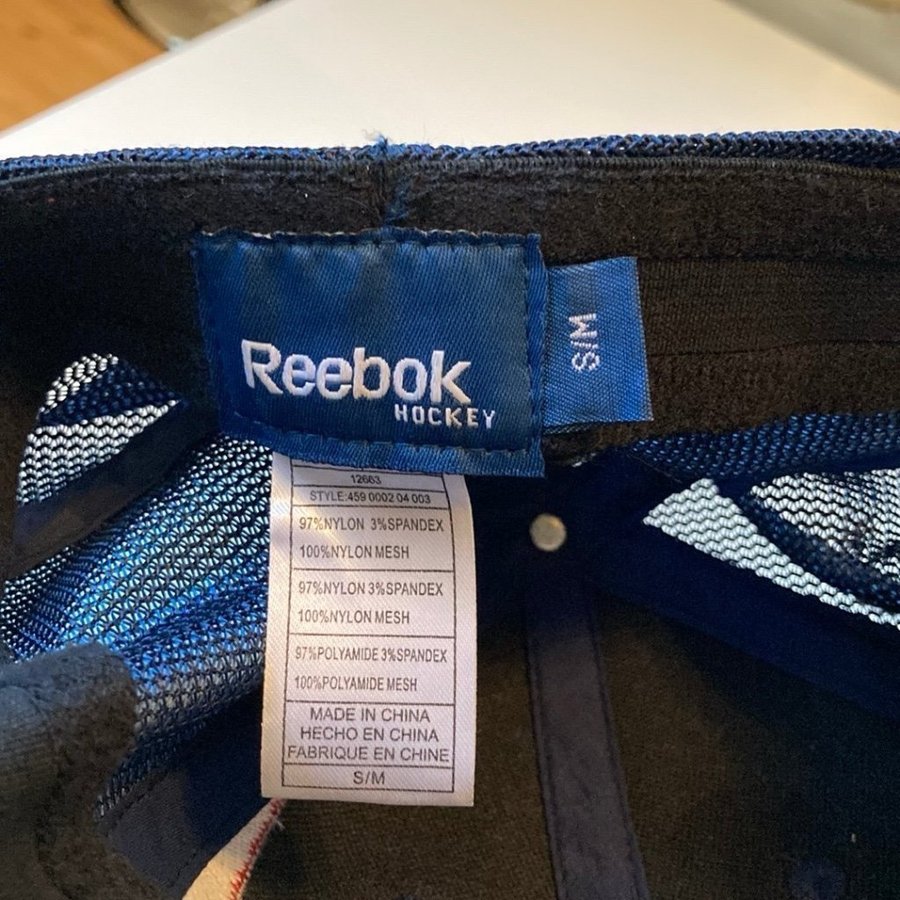 Reebok
HOCKEY
S/M
12663
STYLE:459 0002 04 003
97%NYLON 3%SPANDEX
100%NYLON MESH
97%NYLON 3%SPANDEX
100%NYLON MESH
97%POLYAMIDE 3%SPANDEX
100%POLYAMIDE MESH
MADE IN CHINA
HECHO EN CHINA
FABRIQUE EN CHINE
S/M